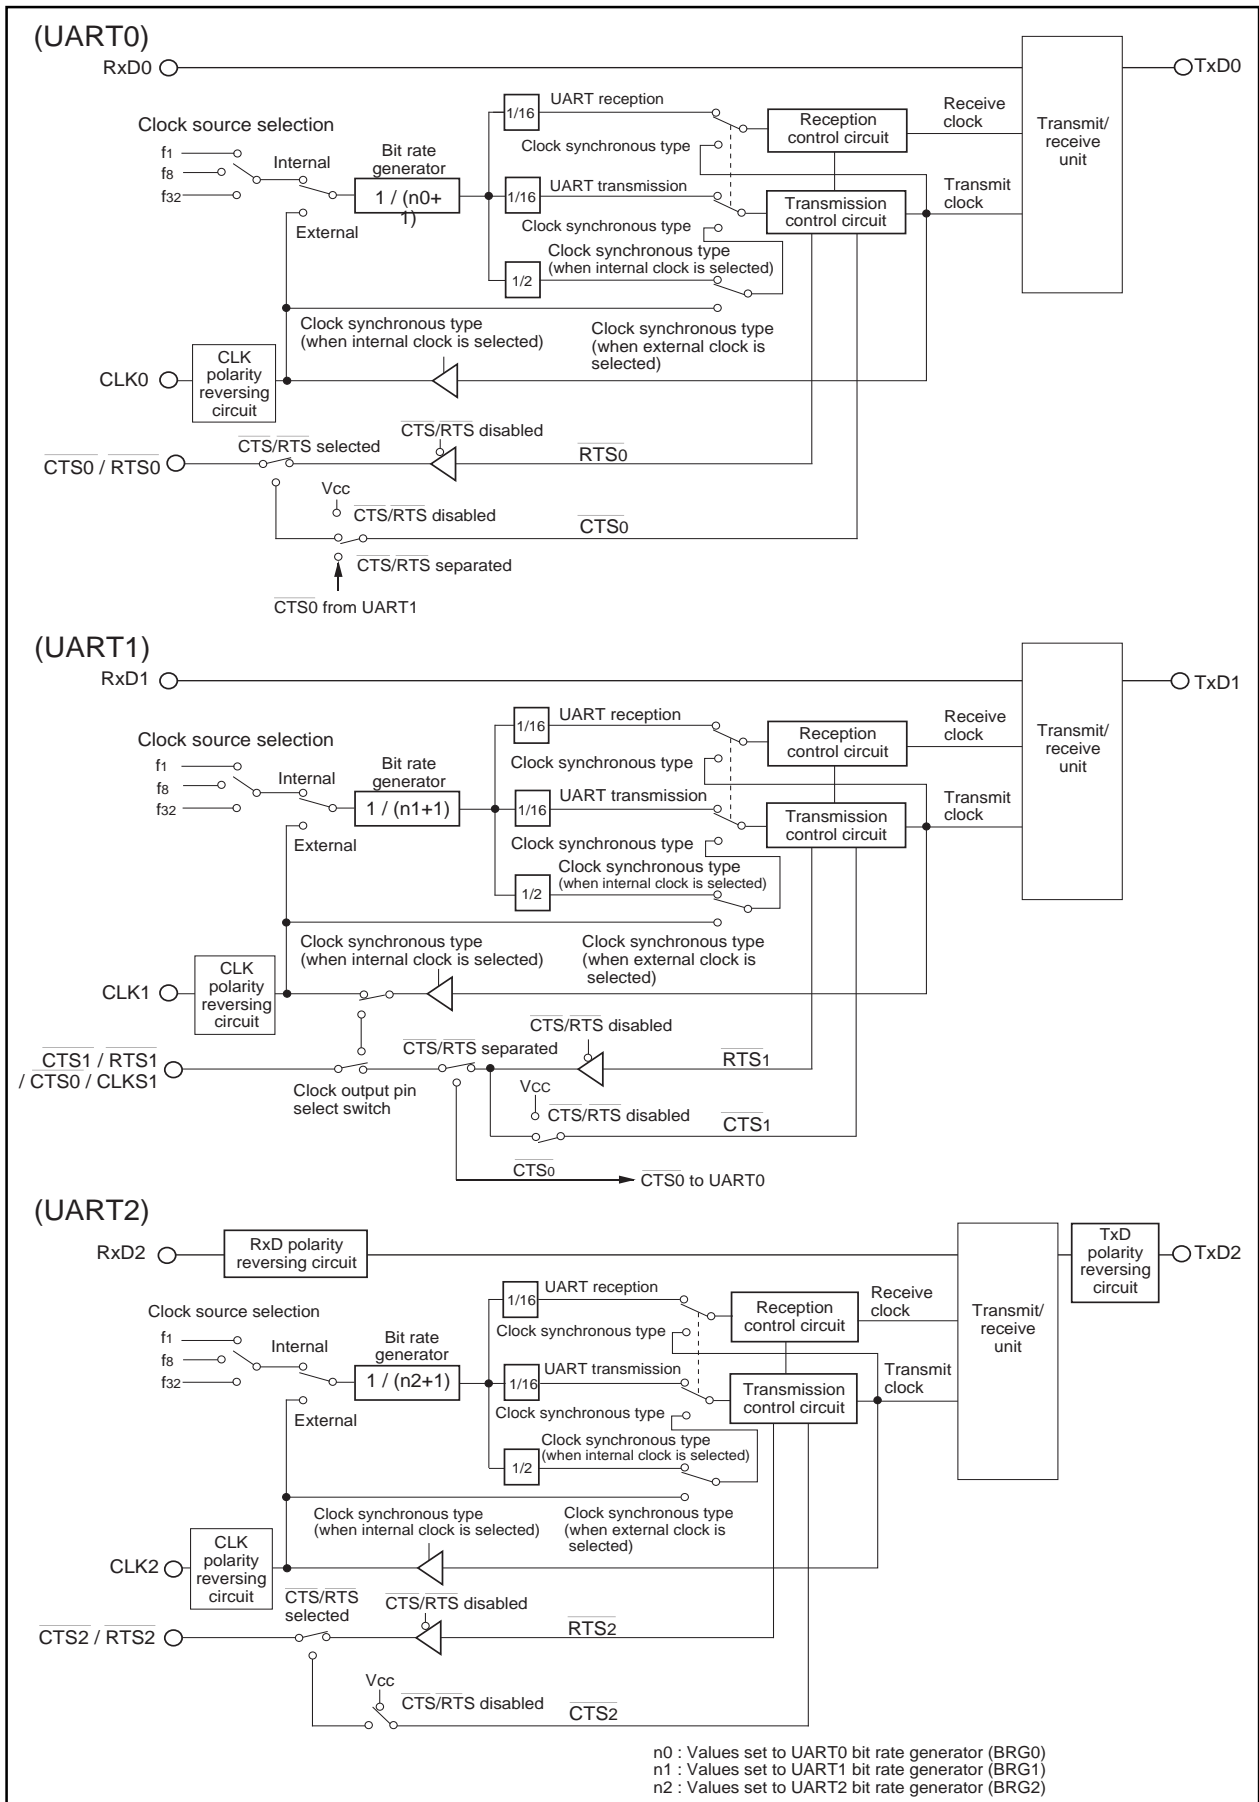 (UART0)
RxD0
TxD0
Clock source selection
f1
f8
f32
Internal
External
Bit rate
generator
1 / (n0+
1)
1/16
UART reception
Clock synchronous type
1/16
UART transmission
Clock synchronous type
1/2
Clock synchronous type
(when internal clock is selected)
Reception
control circuit
Transmission
control circuit
Receive
clock
Transmit
clock
Transmit/
receive
unit
Clock synchronous type
(when internal clock is selected)
Clock synchronous type
(when external clock is
selected)
CLK0
CLK
polarity
reversing
circuit
CTS0 / RTS0
CTS/RTS selected
CTS/RTS disabled
RTS0
Vcc
CTS/RTS disabled
CTS0
CTS/RTS separated
CTS0 from UART1
(UART1)
RxD1
TxD1
Clock source selection
f1
f8
f32
Internal
External
Bit rate
generator
1 / (n1+1)
1/16
UART reception
Clock synchronous type
1/16
UART transmission
Clock synchronous type
1/2
Clock synchronous type
(when internal clock is selected)
Reception
control circuit
Transmission
control circuit
Receive
clock
Transmit
clock
Transmit/
receive
unit
Clock synchronous type
(when internal clock is selected)
Clock synchronous type
(when external clock is
selected)
CLK1
CLK
polarity
reversing
circuit
CTS1 / RTS1
/ CTS0 / CLKS1
Clock output pin
select switch
CTS/RTS separated
CTS/RTS disabled
RTS1
VCC
CTS/RTS disabled
CTS1
CTS0
CTS0 to UART0
(UART2)
RxD2
RxD polarity
reversing circuit
TxD
polarity
reversing
circuit
TxD2
Clock source selection
f1
f8
f32
Internal
External
Bit rate
generator
1 / (n2+1)
1/16
UART reception
Clock synchronous type
1/16
UART transmission
Clock synchronous type
1/2
Clock synchronous type
(when internal clock is selected)
Reception
control circuit
Transmission
control circuit
Receive
clock
Transmit
clock
Transmit/
receive
unit
Clock synchronous type
(when internal clock is selected)
Clock synchronous type
(when external clock is
selected)
CLK2
CLK
polarity
reversing
circuit
CTS2 / RTS2
CTS/RTS
selected
CTS/RTS disabled
RTS2
Vcc
CTS/RTS disabled
CTS2
n0 : Values set to UART0 bit rate generator (BRG0)
n1 : Values set to UART1 bit rate generator (BRG1)
n2 : Values set to UART2 bit rate generator (BRG2)